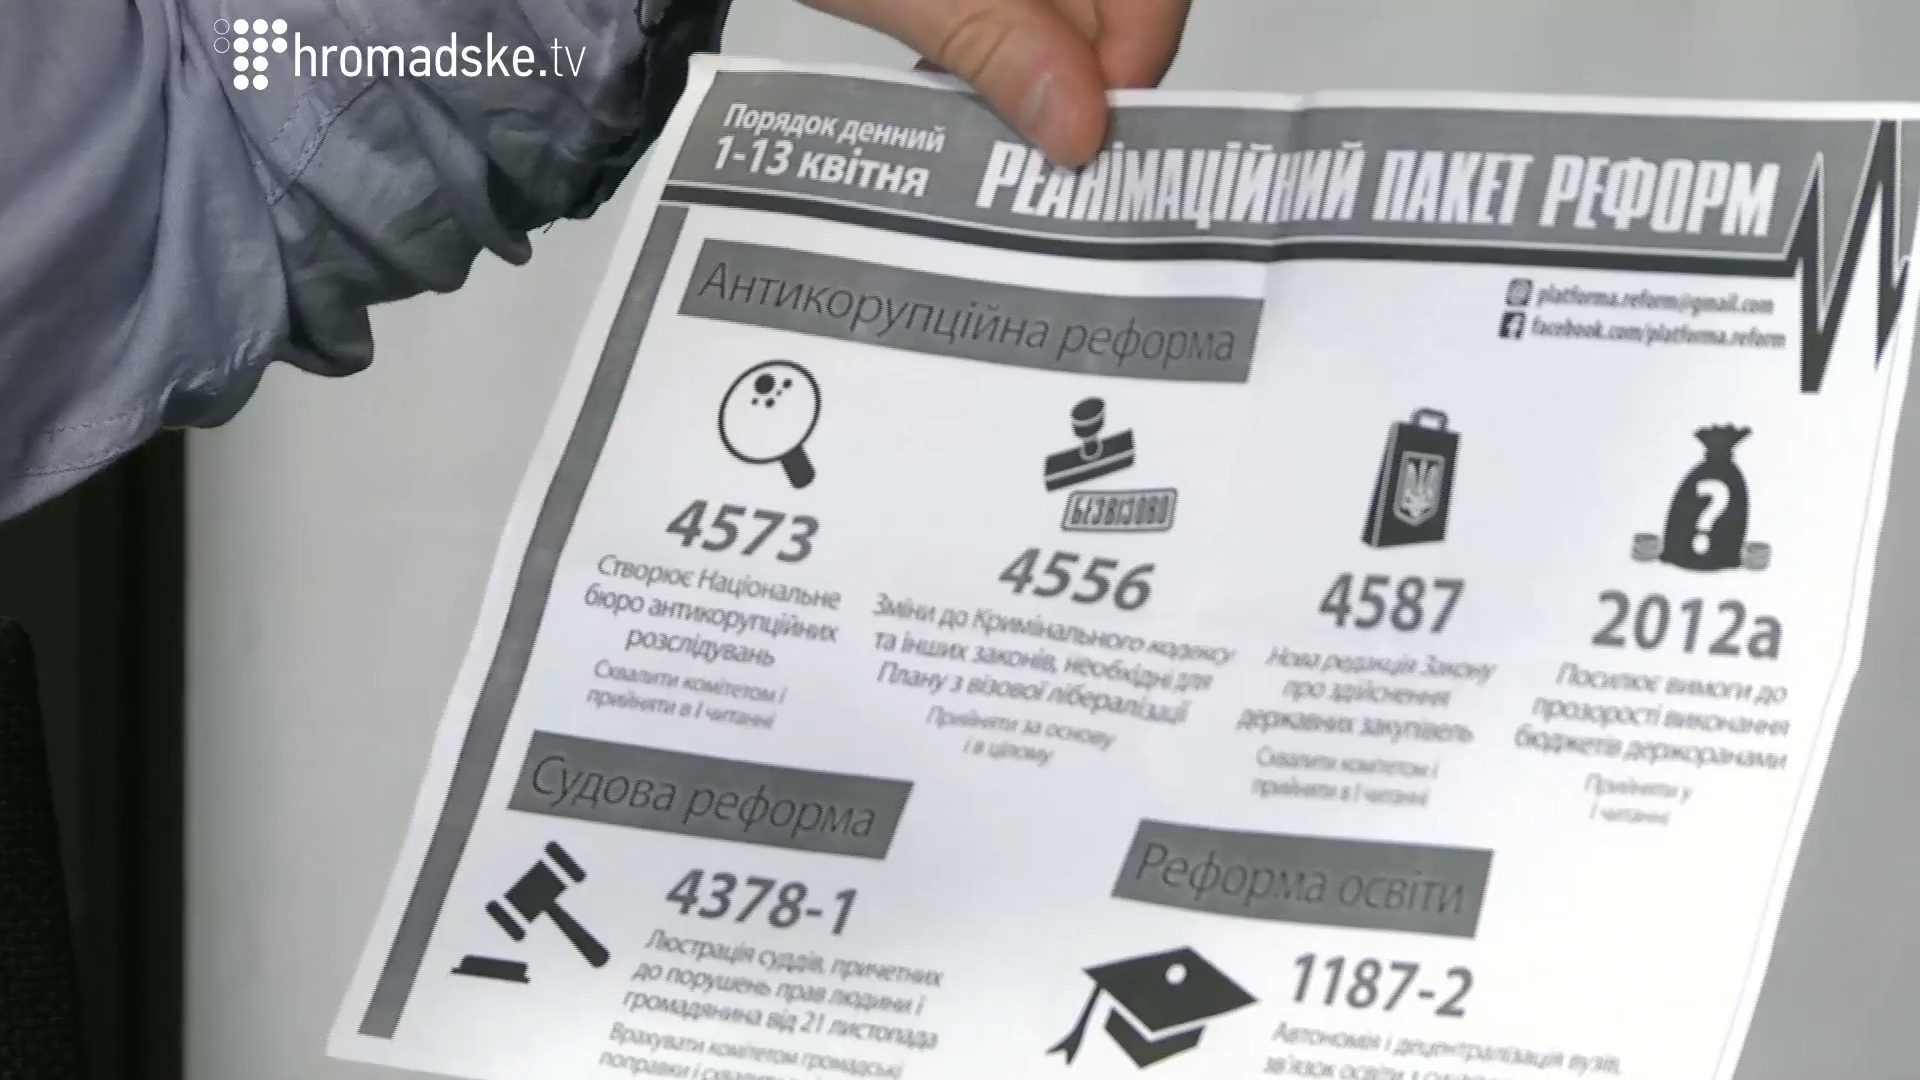 hromadske.tv
Порядок денний
1-13 квітня
РЕАНІМАЦІЙНИЙ ПАКЕТ РЕФОРМ
platforma.reform@gmail.com
facebook.com/platforma.reform
Антикорупційна реформа
БЕЗВІЗОВО
4573
Створює Національне
бюро антикорупційних
розслідувань
Схвалити комітетом і
прийняти в І читанні
4556
Зміни до Кримінального кодексу
та інших законів, необхідні для
Плану з візової лібералізації
Прийняти за основу
і в цілому
4587
Нова редакція Закону
про здійснення
державних закупівель
Схвалити комітетом і
прийняти в І читанні
?
2012а
Посилює вимоги до
прозорості виконання
бюджетів держорганами
Прийняти у
І читанні
Судова реформа
4378-1
Люстрація суддів, причетних
до порушень прав людини і
громадянина від 21 листопада
Врахувати комітетом громадські
поправки і схвалити
Реформа освіти
1187-2
Автономія і децентралізація вузів,
зв'язок освіти з